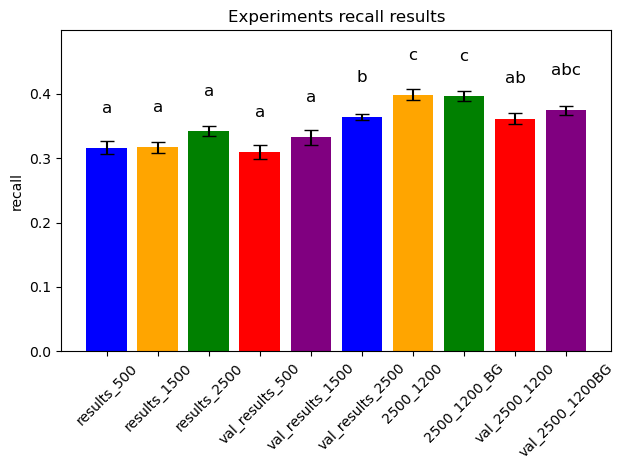 Experiments recall results
recall
0.4
0.3
0.2
0.1
0.0
a
a
a
a
a
b
c
c
ab
abc
results_500
results_1500
results_2500
val_results_500
val_results_1500
val_results_2500
2500_1200
2500_1200_BG
val_2500_1200
val_2500_1200BG